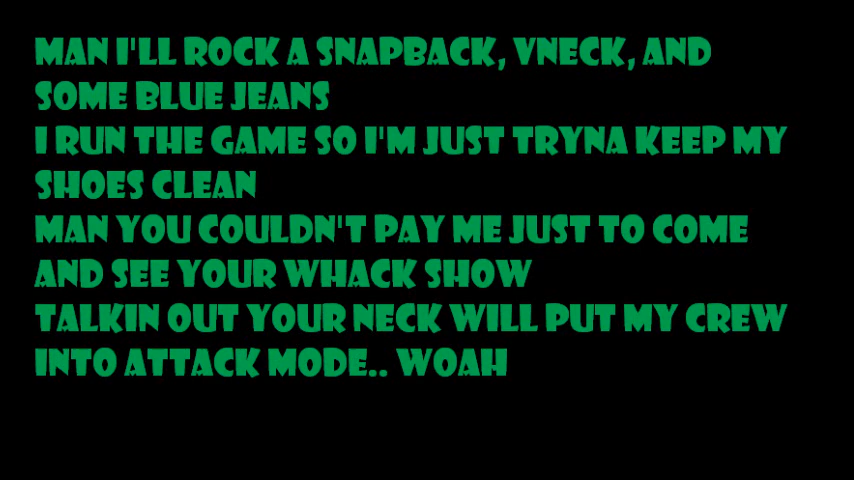 MAN I'LL ROCK A SNAPBACK, VNECK, AND
SOME BLUE JEANS
I RUN THE GAME SO I'M JUST TRYNA KEEP MY
SHOES CLEAN
MAN YOU COULDN'T PAY ME JUST TO COME
AND SEE YOUR WHACK SHOW
TALKIN OUT YOUR NECK WILL PUT MY CREW
INTO ATTACK MODE.. WOAH